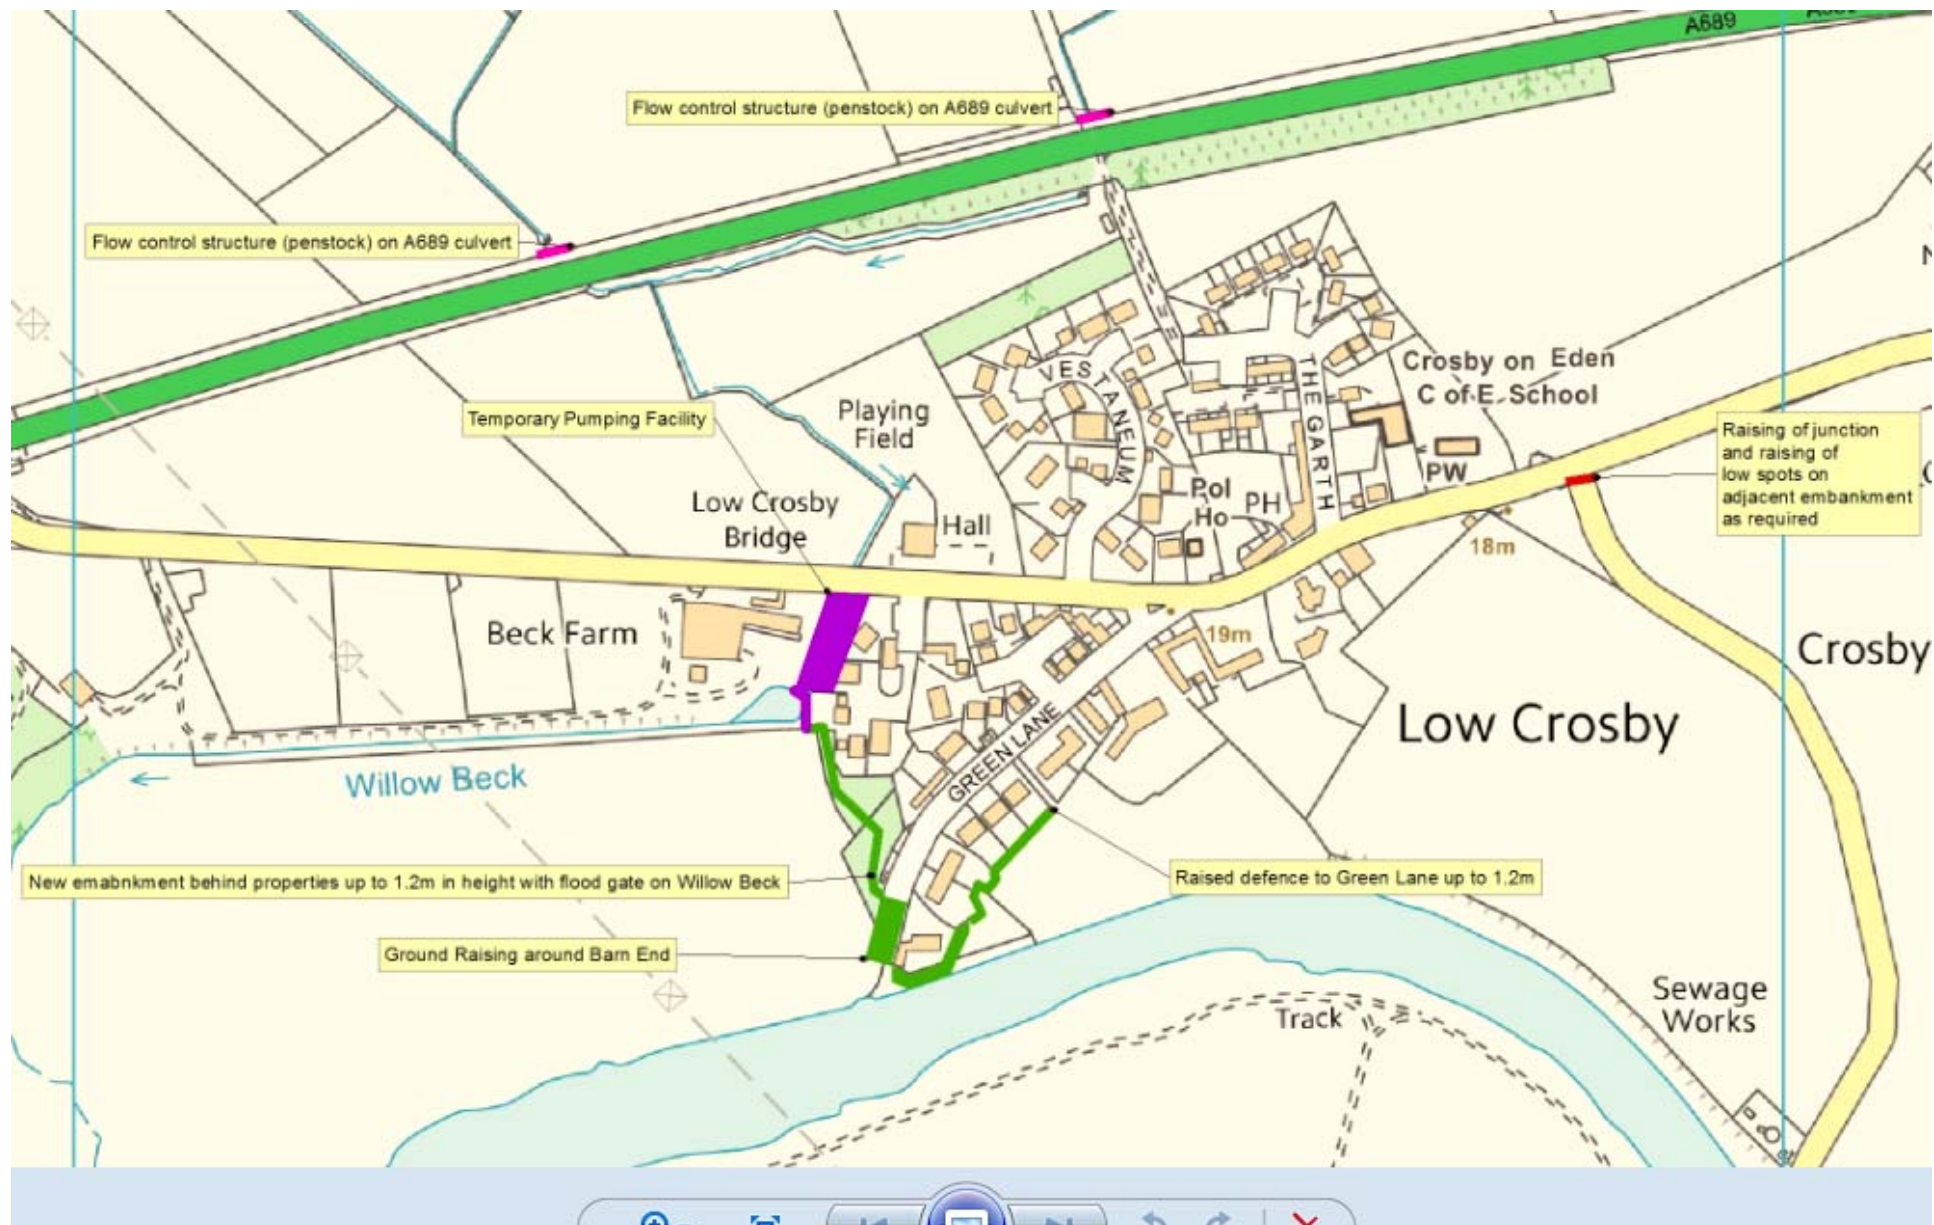 A689
Flow control structure (penstock) on A689 culvert
Flow control structure (penstock) on A689 culvert
Crosby on Eden
C of E School
VESTANEUM
THE GARTH
Temporary Pumping Facility
Playing
Field
Raising of junction
and raising of
low spots on
adjacent embankment
as required
PW
Pol
Ho
PH
Low Crosby
Bridge
Hall
18m
Beck Farm
19m
Crosby
Low Crosby
GREEN LANE
Willow Beck
New emabnkment behind properties up to 1.2m in height with flood gate on Willow Beck
Raised defence to Green Lane up to 1.2m
Ground Raising around Barn End
Sewage
Works
Track